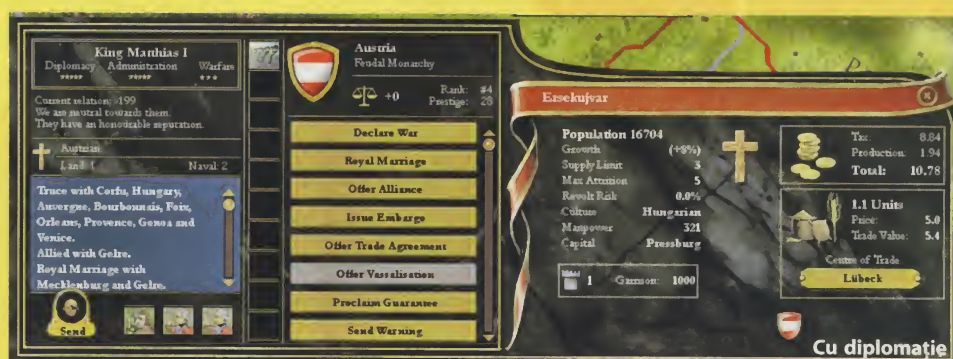 King Matthias I
Diplomacy Administration Warfare
Current relation: -199
We are neutral towards them.
They have an honourable reputation.
Austrian
Land: 1 Naval: 2
Truce with Corfu, Hungary,
Auvergne, Bourbonnais, Foix,
Orleans, Provence, Genoa and
Venice.
Allied with Gelre.
Royal Marriage with
Mecklenburg and Gelre.
Send
Austria
Feudal Monarchy
+0
Rank: #4
Prestige: 28
Declare War
Royal Marriage
Offer Alliance
Issue Embargo
Offer Trade Agreement
Offer Vassalisation
Proclaim Guarantee
Send Warning
Ersekujvar
Population 16704
Growth (+9%)
Supply Limit 3
Max Attrition 5
Revolt Risk 0.0%
Culture Hungarian
Manpower 321
Capital Pressburg
1 Garnison: 1000
Tax: 8.84
Production: 1.94
Total: 10.78
1.1 Units
Price: 5.0
Trade Value: 5.4
Centre of Trade
Lübeck
Cu diplomație